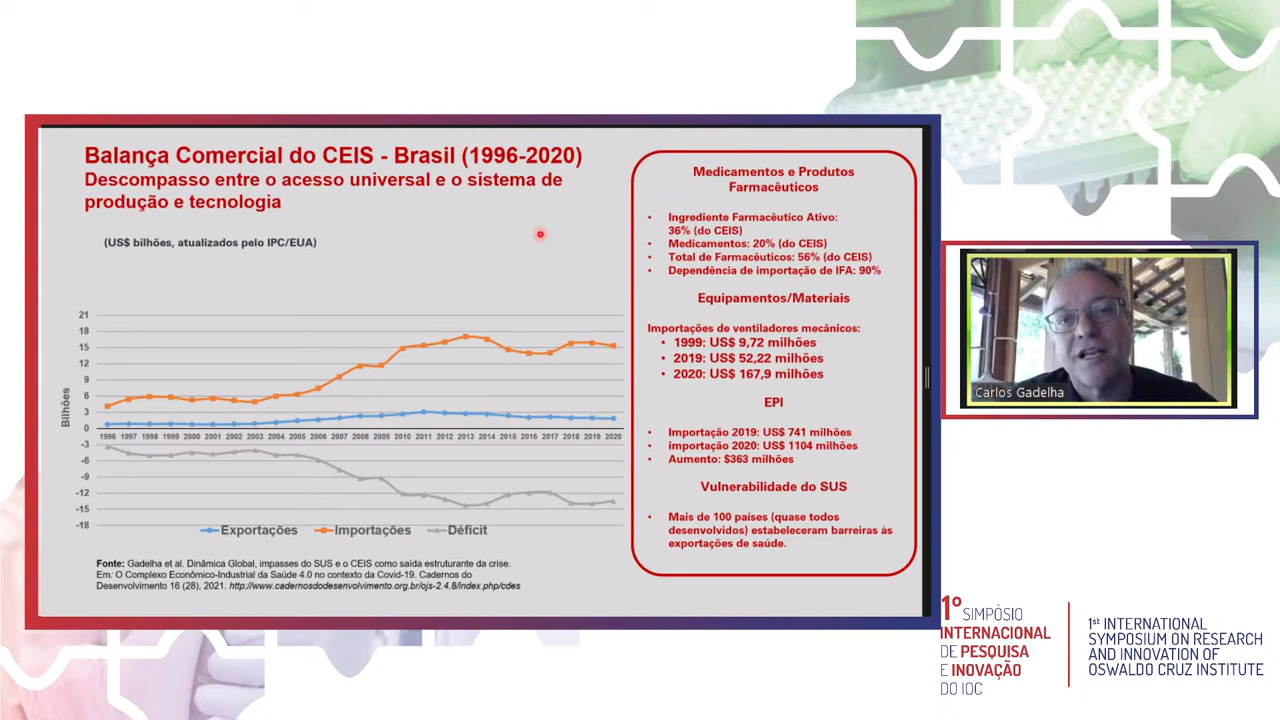 Balança Comercial do CEIS - Brasil (1996-2020)
Descompasso entre o acesso universal e o sistema de
produção e tecnologia
(US$ bilhões, atualizados pelo IPC/EUA)
21
18
15
12
9
6
3
0
-3
-6
-9
-12
-15
-18
Bilhões
1996 1997 1998 1999 2000 2001 2002 2003 2004 2005 2006 2007 2008 2009 2010 2011 2012 2013 2014 2015 2016 2017 2018 2019 2020
Exportações Importações Déficit
Fonte: Gadelha et al. Dinâmica Global, impasses do SUS e o CEIS como saída estruturante da crise.
Em: O Complexo Econômico-Industrial da Saúde 4.0 no contexto da Covid-19. Cadernos do
Desenvolvimento 16 (28), 2021. http://www.cadernosdodesenvolvimento.org.br/ojs-2.4.8/index.php/cdes
Medicamentos e Produtos
Farmacêuticos
• Ingrediente Farmacêutico Ativo:
36% (do CEIS)
• Medicamentos: 20% (do CEIS)
• Total de Farmacêuticos: 56% (do CEIS)
• Dependência de importação de IFA: 90%
Equipamentos/Materiais
Importações de ventiladores mecânicos:
• 1999: US$ 9,72 milhões
• 2019: US$ 52,22 milhões
• 2020: US$ 167,9 milhões
EPI
• Importação 2019: US$ 741 milhões
• importação 2020: US$ 1104 milhões
• Aumento: $363 milhões
Vulnerabilidade do SUS
• Mais de 100 países (quase todos
desenvolvidos) estabeleceram barreiras às
exportações de saúde.
Carlos Gadelha
1º SIMPÓSIO
INTERNACIONAL
DE PESQUISA
E INOVAÇÃO
DO IOC
1st INTERNATIONAL
SYMPOSIUM ON RESEARCH
AND INNOVATION OF
OSWALDO CRUZ INSTITUTE